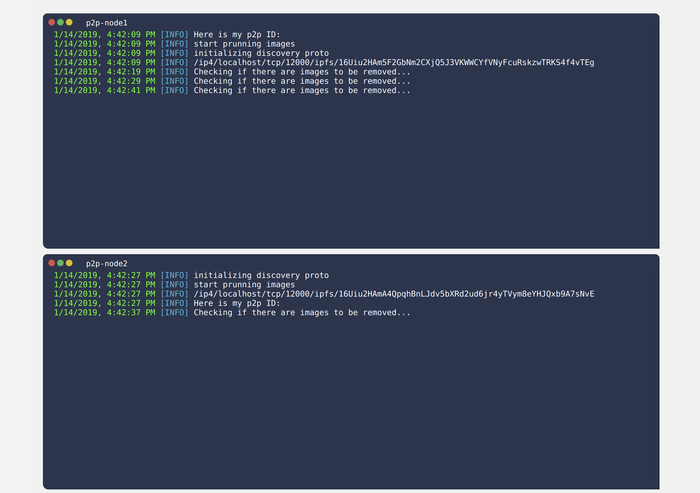 p2p-node1
1/14/2019, 4:42:09 PM [INFO] Here is my p2p ID:
1/14/2019, 4:42:09 PM [INFO] start prunning images
1/14/2019, 4:42:09 PM [INFO] initializing discovery proto
1/14/2019, 4:42:09 PM [INFO] /ip4/localhost/tcp/12000/ipfs/16Uiu2HAm5F2GbNm2CXjQ5J3VKWWCYfVNyFcuRskzwTRKS4f4vTEg
1/14/2019, 4:42:19 PM [INFO] Checking if there are images to be removed...
1/14/2019, 4:42:29 PM [INFO] Checking if there are images to be removed...
1/14/2019, 4:42:41 PM [INFO] Checking if there are images to be removed...
p2p-node2
1/14/2019, 4:42:27 PM [INFO] initializing discovery proto
1/14/2019, 4:42:27 PM [INFO] start prunning images
1/14/2019, 4:42:27 PM [INFO] /ip4/localhost/tcp/12000/ipfs/16Uiu2HAmA4QpqhBnLJdv5bXRd2ud6jr4yTVym8eYHJQxb9A7sNvE
1/14/2019, 4:42:27 PM [INFO] Here is my p2p ID:
1/14/2019, 4:42:37 PM [INFO] Checking if there are images to be removed...